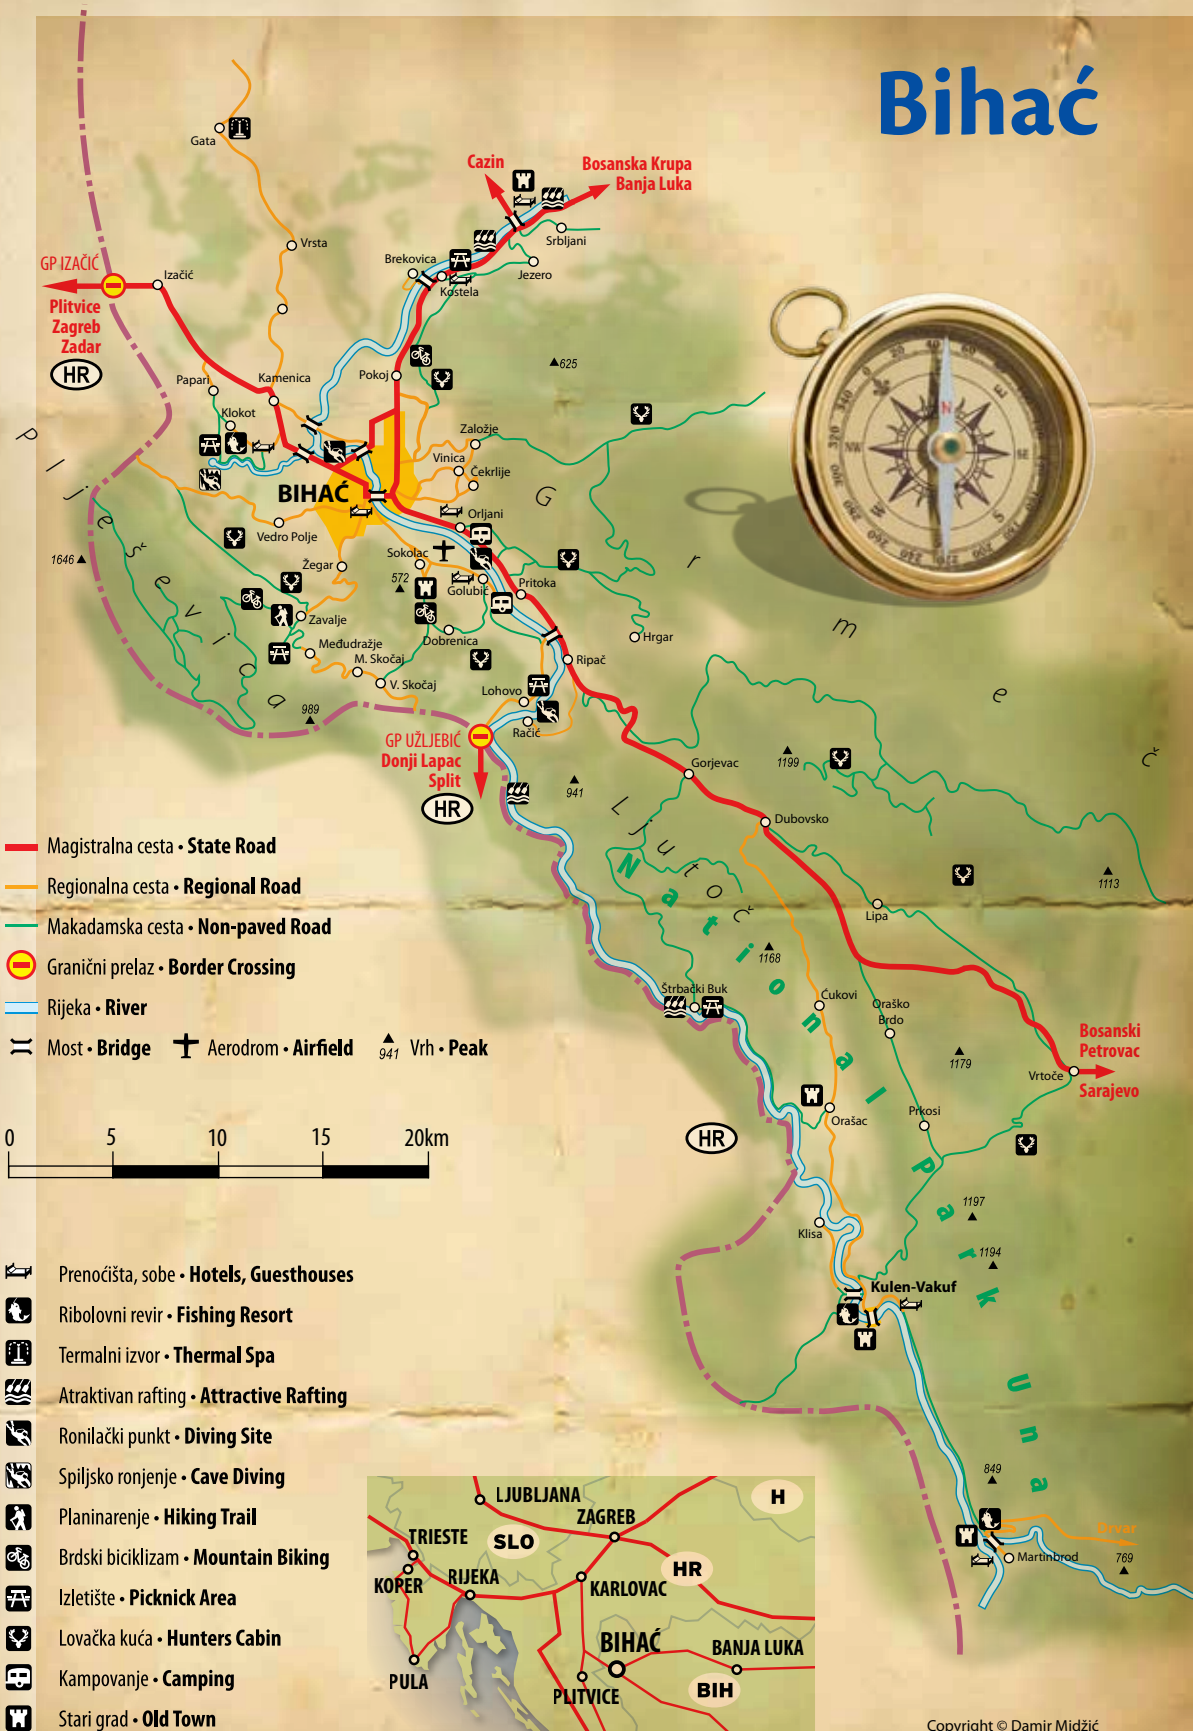 Bihać
Gata
Cazin
Bosanska Krupa
Banja Luka
Vrsta
Srbljani
Brekovica
Jezero
Kostela
GP IZAČIĆ
Izačić
Plitvice
Zagreb
Zadar
HR
625
Papari
Kamenica
Pokoj
Klokot
Založje
Vinica
Čekrlije
BIHAĆ
Orljani
Vedro Polje
Sokolac
1646
Žegar
572
Golubić
Pritoka
Zavalje
Dobrenica
Hrgar
Međudražje
M. Skočaj
V. Skočaj
Ripač
Lohovo
989
Račić
GP UŽLJEBIĆ
Donji Lapac
Split
HR
941
Gorjevac
1199
Dubovsko
Plješevica
Grmeč
Ljutoč
1113
Lipa
1168
Štrbački Buk
Ćukovi
Oraško
Brdo
1179
Bosanski
Petrovac
Sarajevo
Vrtoče
Orašac
Prkosi
HR
1197
1194
Klisa
Kulen-Vakuf
National Park Una
849
Drvar
Martinbrod
769
Magistralna cesta • State Road
Regionalna cesta • Regional Road
Makadamska cesta • Non-paved Road
Granični prelaz • Border Crossing
Rijeka • River
Most • Bridge
Aerodrom • Airfield
941
Vrh • Peak
0 5 10 15 20km
Prenoćišta, sobe • Hotels, Guesthouses
Ribolovni revir • Fishing Resort
Termalni izvor • Thermal Spa
Atraktivan rafting • Attractive Rafting
Ronilački punkt • Diving Site
Spiljsko ronjenje • Cave Diving
Planinarenje • Hiking Trail
Brdski biciklizam • Mountain Biking
Izletište • Picknick Area
Lovačka kuća • Hunters Cabin
Kampovanje • Camping
Stari grad • Old Town
LJUBLJANA
H
ZAGREB
TRIESTE
SLO
KOPER
RIJEKA
HR
KARLOVAC
BIHAĆ
BANJA LUKA
PULA
PLITVICE
BIH
Copyright © Damir Midžić